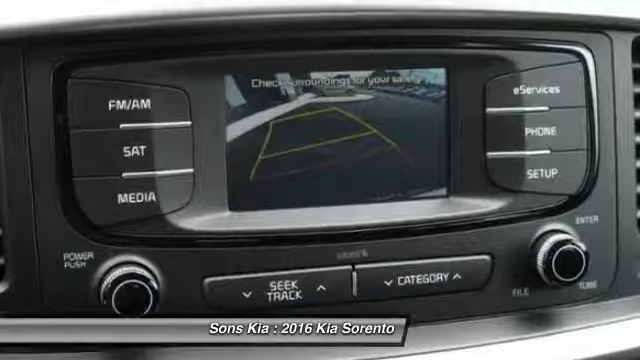 Check surroundings for your safety
FM/AM
SAT
MEDIA
eServices
PHONE
SETUP
POWER
PUSH
SEEK
TRACK
CATEGORY
ENTER
FILE
TUNE
Sons Kia : 2016 Kia Sorento